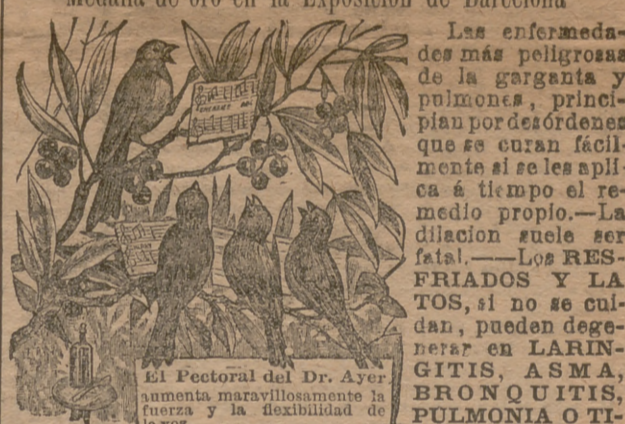 Medalla de oro en la Exposición de Barcelona
Las enfermeda-
des más peligrosas
de la garganta y
pulmones, princi-
pian por desórdenes
que se curan fácil-
mente si se les apli-
ca á tiempo el re-
medio propio.—La
dilacion suele ser
fatal.——Los RES-
FRIADOS Y LA
TOS, si no se cui-
dan, pueden dege-
nerar en LARIN-
GITIS, ASMA,
BRONQUITIS,
PULMONIA O TI-
El Pectoral del Dr. Ayer
aumenta maravillosamente la
fuerza y la flexibilidad de
la voz